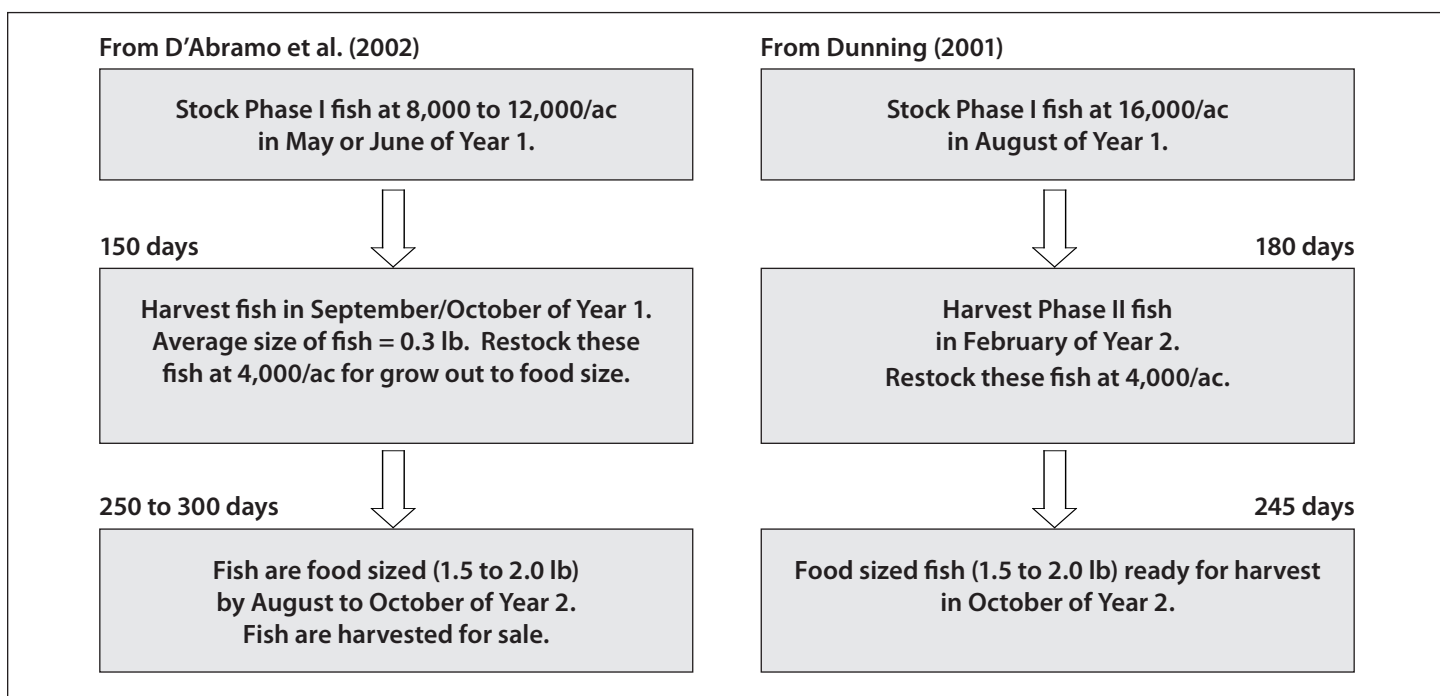 From D’Abramo et al. (2002)
Stock Phase I fish at 8,000 to 12,000/ac
in May or June of Year 1.
150 days
Harvest fish in September/October of Year 1.
Average size of fish = 0.3 lb.  Restock these
fish at 4,000/ac for grow out to food size.
250 to 300 days
Fish are food sized (1.5 to 2.0 lb)
by August to October of Year 2.
Fish are harvested for sale.
From Dunning (2001)
Stock Phase I fish at 16,000/ac
in August of Year 1.
180 days
Harvest Phase II fish
in February of Year 2.
Restock these fish at 4,000/ac.
245 days
Food sized fish (1.5 to 2.0 lb) ready for harvest
in October of Year 2.